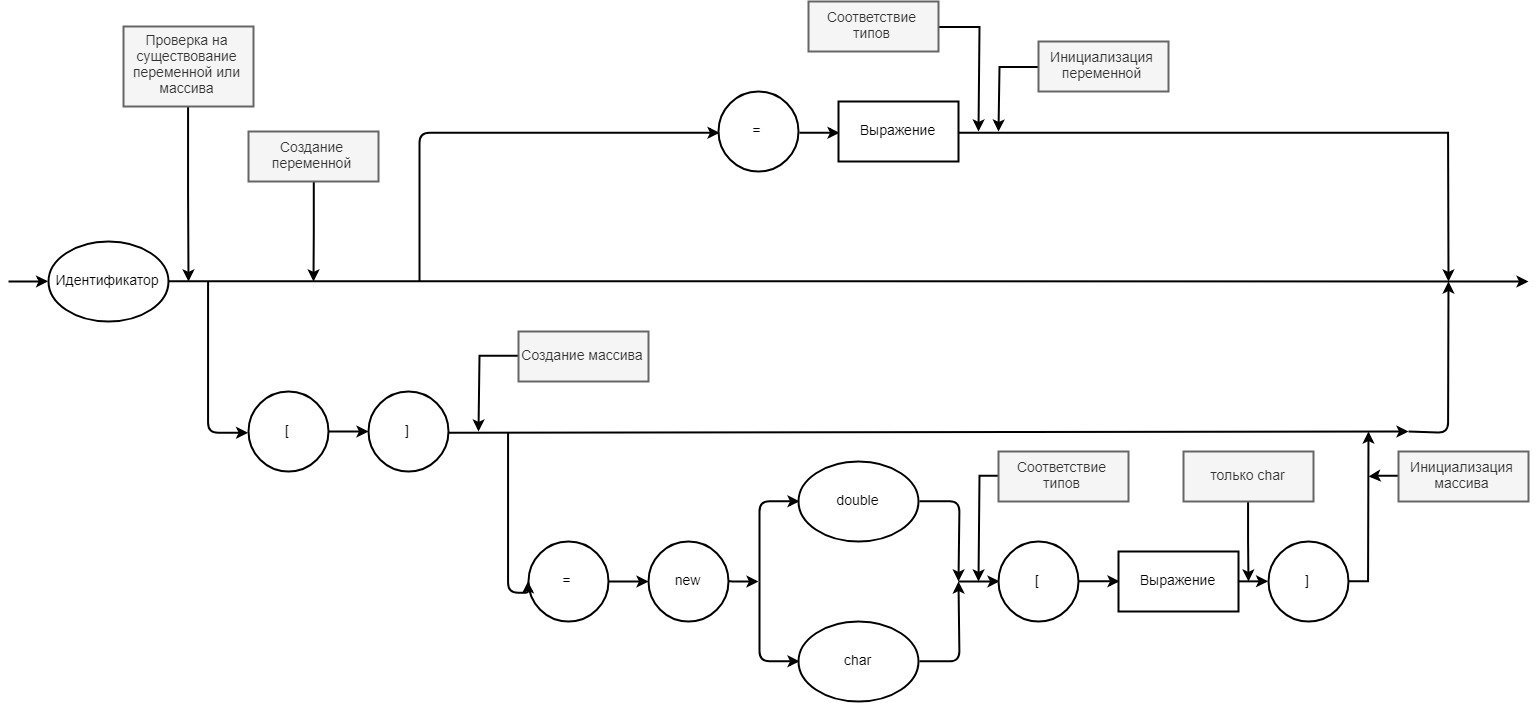 Соответствие
типов
Проверка на
существование
переменной или
массива
Инициализация
переменной
=
Выражение
Создание
переменной
Идентификатор
Создание массива
[
]
Соответствие
типов
только char
Инициализация
массива
double
=
new
[
Выражение
]
char